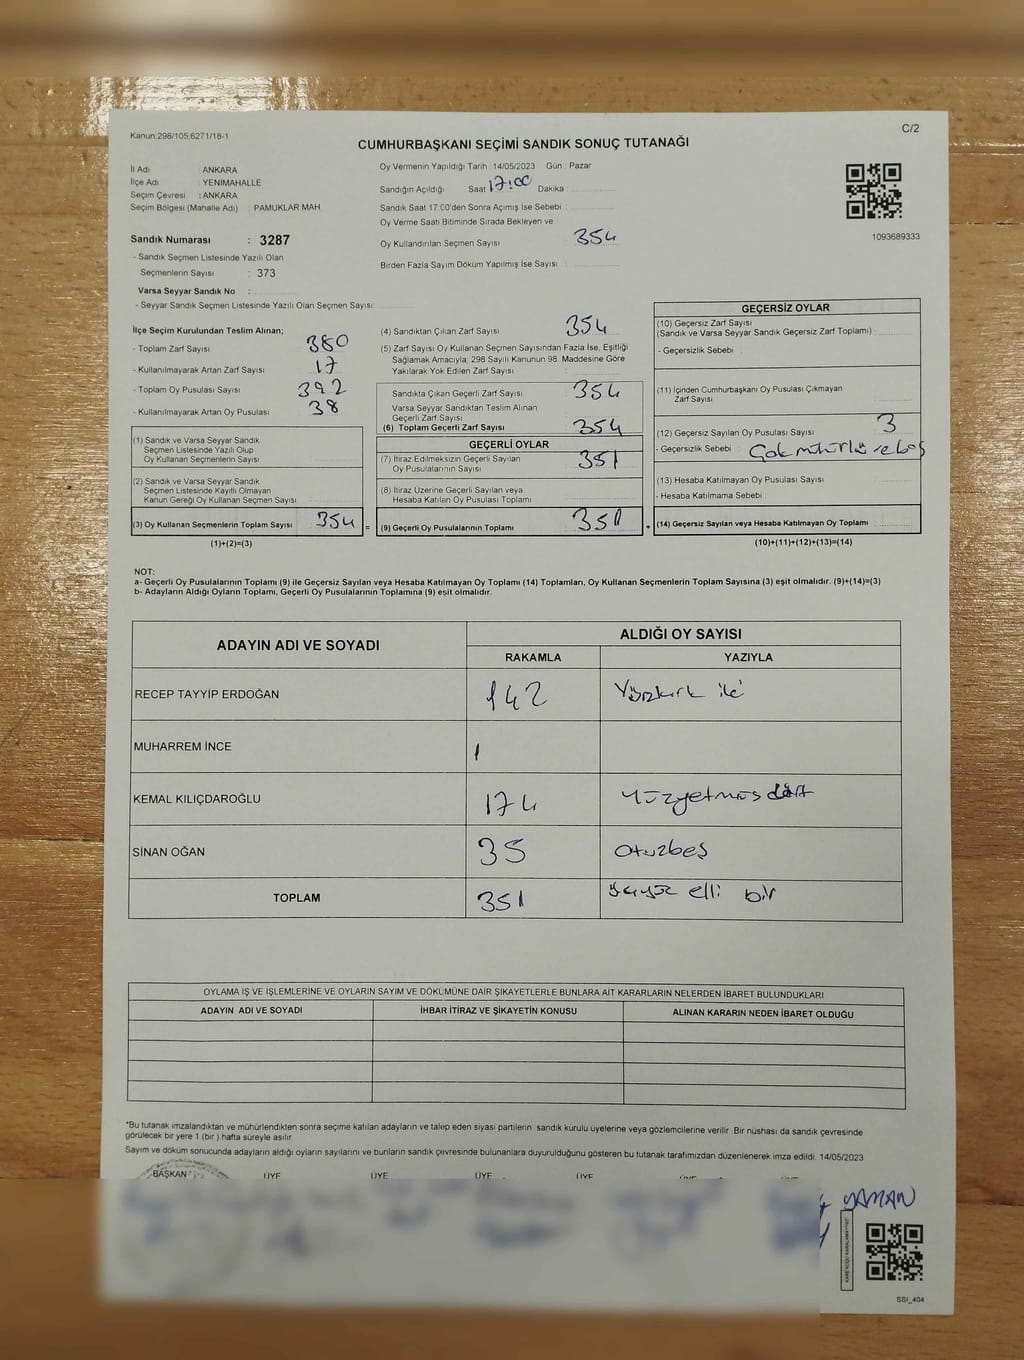 Kanun:298/105;6271/18-1
C/2
CUMHURBAŞKANI SEÇİMİ SANDIK SONUÇ TUTANAĞI
İl Adı : ANKARA
İlçe Adı : YENİMAHALLE
Seçim Çevresi : ANKARA
Seçim Bölgesi (Mahalle Adı) : PAMUKLAR MAH
Sandık Numarası : 3287
- Sandık Seçmen Listesinde Yazılı Olan
Seçmenlerin Sayısı : 373
Varsa Seyyar Sandık No :
- Seyyar Sandık Seçmen Listesinde Yazılı Olan Seçmen Sayısı:
Oy Vermenin Yapıldığı Tarih :14/05/2023 Gün : Pazar
Sandığın Açıldığı Saat 17:00 Dakika :
Sandık Saat 17:00'den Sonra Açımış İse Sebebi :
Oy Verme Saati Bitiminde Sırada Bekleyen ve
Oy Kullandırılan Seçmen Sayısı : 354
Birden Fazla Sayım Döküm Yapılmış İse Sayısı :
1093689333
İlçe Seçim Kurulundan Teslim Alınan;
- Toplam Zarf Sayısı : 380
- Kullanılmayarak Artan Zarf Sayısı : 17
- Toplam Oy Pusulası Sayısı : 392
- Kullanılmayarak Artan Oy Pusulası : 38
(1) Sandık ve Varsa Seyyar Sandık
Seçmen Listesinde Yazılı Olup
Oy Kullanan Seçmenlerin Sayısı :
(2) Sandık ve Varsa Seyyar Sandık
Seçmen Listesinde Kayıtlı Olmayan
Kanun Gereği Oy Kullanan Seçmen Sayısı :
(3) Oy Kullanan Seçmenlerin Toplam Sayısı : 354 =
(1)+(2)=(3)
(4) Sandıktan Çıkan Zarf Sayısı : 354
(5) Zarf Sayısı Oy Kullanan Seçmen Sayısından Fazla İse, Eşitliği
Sağlamak Amacıyla; 298 Sayılı Kanunun 98. Maddesine Göre
Yakılarak Yok Edilen Zarf Sayısı :
Sandıkta Çıkan Geçerli Zarf Sayısı : 354
Varsa Seyyar Sandıktan Teslim Alınan
Geçerli Zarf Sayısı :
(6) Toplam Geçerli Zarf Sayısı : 354
GEÇERLİ OYLAR
(7) İtiraz Edilmeksizin Geçerli Sayılan
Oy Pusulalarının Sayısı : 351
(8) İtiraz Üzerine Geçerli Sayılan veya
Hesaba Katılan Oy Pusulası Toplamı :
(9) Geçerli Oy Pusulalarının Toplamı : 351 +
GEÇERSİZ OYLAR
(10) Geçersiz Zarf Sayısı
(Sandık ve Varsa Seyyar Sandık Geçersiz Zarf Toplamı) :
- Geçersizlik Sebebi :
(11) İçinden Cumhurbaşkanı Oy Pusulası Çıkmayan
Zarf Sayısı :
(12) Geçersiz Sayılan Oy Pusulası Sayısı : 3
- Geçersizlik Sebebi : Çok mühürlü ve boş
(13) Hesaba Katılmayan Oy Pusulası Sayısı :
- Hesaba Katılmama Sebebi :
(14) Geçersiz Sayılan veya Hesaba Katılmayan Oy Toplamı :
(10)+(11)+(12)+(13)=(14)
NOT:
a- Geçerli Oy Pusulalarının Toplamı (9) ile Geçersiz Sayılan veya Hesaba Katılmayan Oy Toplamı (14) Toplamları, Oy Kullanan Seçmenlerin Toplam Sayısına (3) eşit olmalıdır. (9)+(14)=(3)
b- Adayların Aldığı Oyların Toplamı, Geçerli Oy Pusulalarının Toplamına (9) eşit olmalıdır.
ADAYIN ADI VE SOYADI ALDIĞI OY SAYISI
RAKAMLA YAZIYLA
RECEP TAYYİP ERDOĞAN 142 Yüzkırk iki
MUHARREM İNCE 1
KEMAL KILIÇDAROĞLU 174 Yüzyetmiş dört
SİNAN OĞAN 35 otuzbeş
TOPLAM 351 üçyüz elli bir
OYLAMA İŞ VE İŞLEMLERİNE VE OYLARIN SAYIM VE DÖKÜMÜNE DAİR ŞİKAYETLERLE BUNLARA AİT KARARLARIN NELERDEN İBARET BULUNDUKLARI
ADAYIN ADI VE SOYADI İHBAR İTİRAZ VE ŞİKAYETİN KONUSU ALINAN KARARIN NEDEN İBARET OLDUĞU
*Bu tutanak imzalandıktan ve mühürlendikten sonra seçime katılan adayların ve talep eden siyasi partilerin sandık kurulu üyelerine veya gözlemcilerine verilir. Bir nüshası da sandık çevresinde
görülecek bir yere 1 (bir ) hafta süreyle asılır.
Sayım ve döküm sonucunda adayların aldığı oyların sayılarını ve bunların sandık çevresinde bulunanlara duyurulduğunu gösteren bu tutanak tarafımızdan düzenlenerek imza edildi. 14/05/2023
BAŞKAN ÜYE ÜYE ÜYE ÜYE ÜYE ÜYE
YAMAN
SSI_404